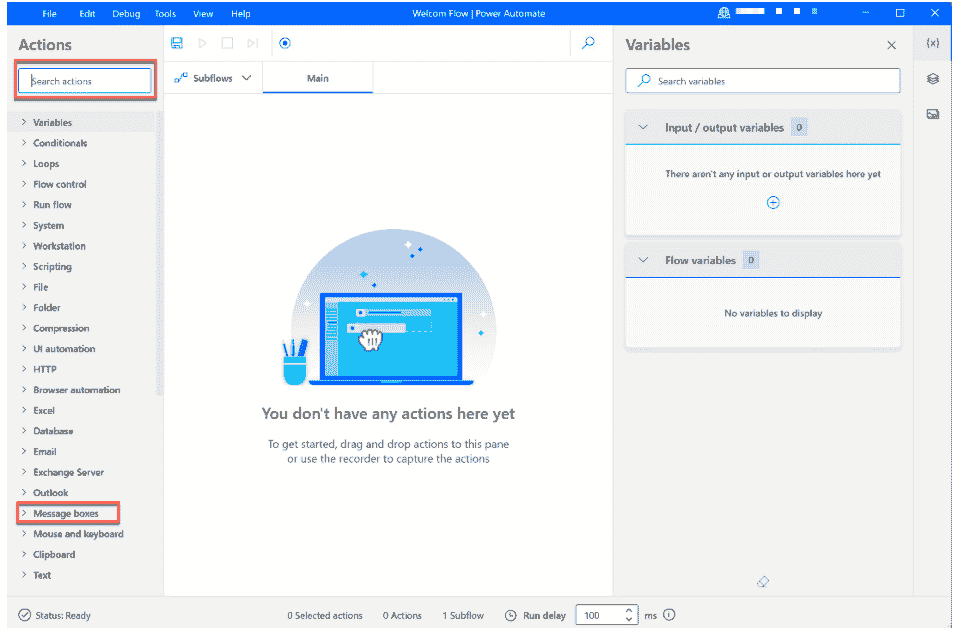 File Edit Debug Tools View Help
Welcom Flow | Power Automate
Actions
Search actions
Variables
Conditionals
Loops
Flow control
Run flow
System
Workstation
Scripting
File
Folder
Compression
UI automation
HTTP
Browser automation
Excel
Database
Email
Exchange Server
Outlook
Message boxes
Mouse and keyboard
Clipboard
Text
Subflows
Main
You don't have any actions here yet
To get started, drag and drop actions to this pane
or use the recorder to capture the actions
Variables
{x}
Search variables
Input / output variables 0
There aren't any input or output variables here yet
Flow variables 0
No variables to display
Status: Ready
0 Selected actions
0 Actions
1 Subflow
Run delay 100 ms